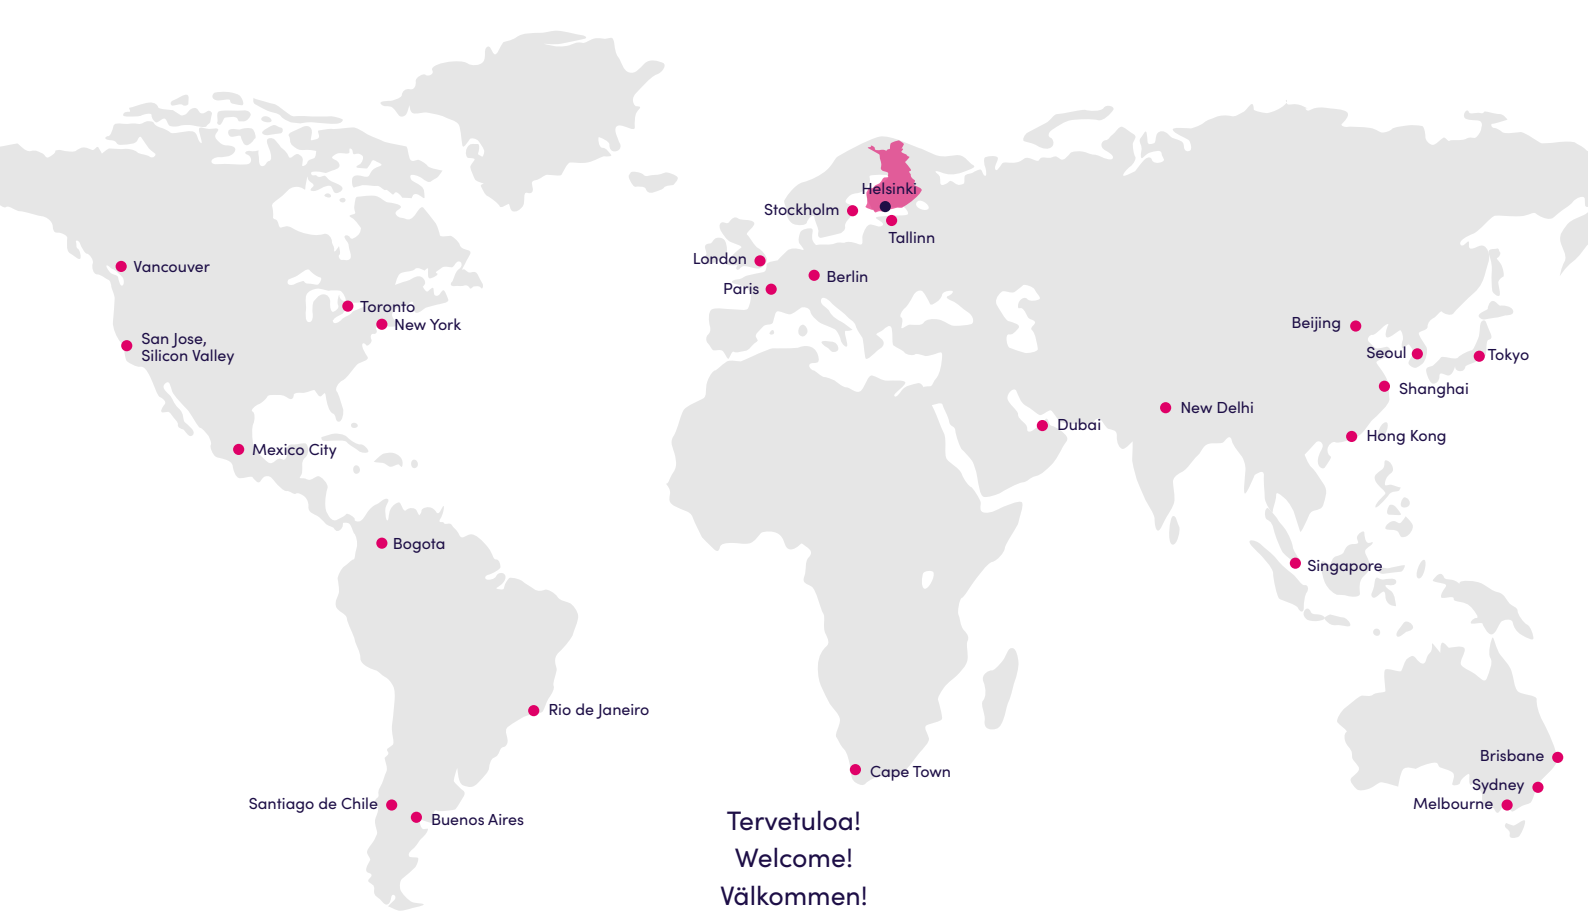 Helsinki
Stockholm
Tallinn
London
Berlin
Paris
Vancouver
Toronto
New York
San Jose,
Silicon Valley
Beijing
Seoul
Tokyo
Shanghai
New Delhi
Dubai
Hong Kong
Mexico City
Bogota
Singapore
Rio de Janeiro
Brisbane
Cape Town
Sydney
Melbourne
Santiago de Chile
Buenos Aires
Tervetuloa!
Welcome!
Välkommen!